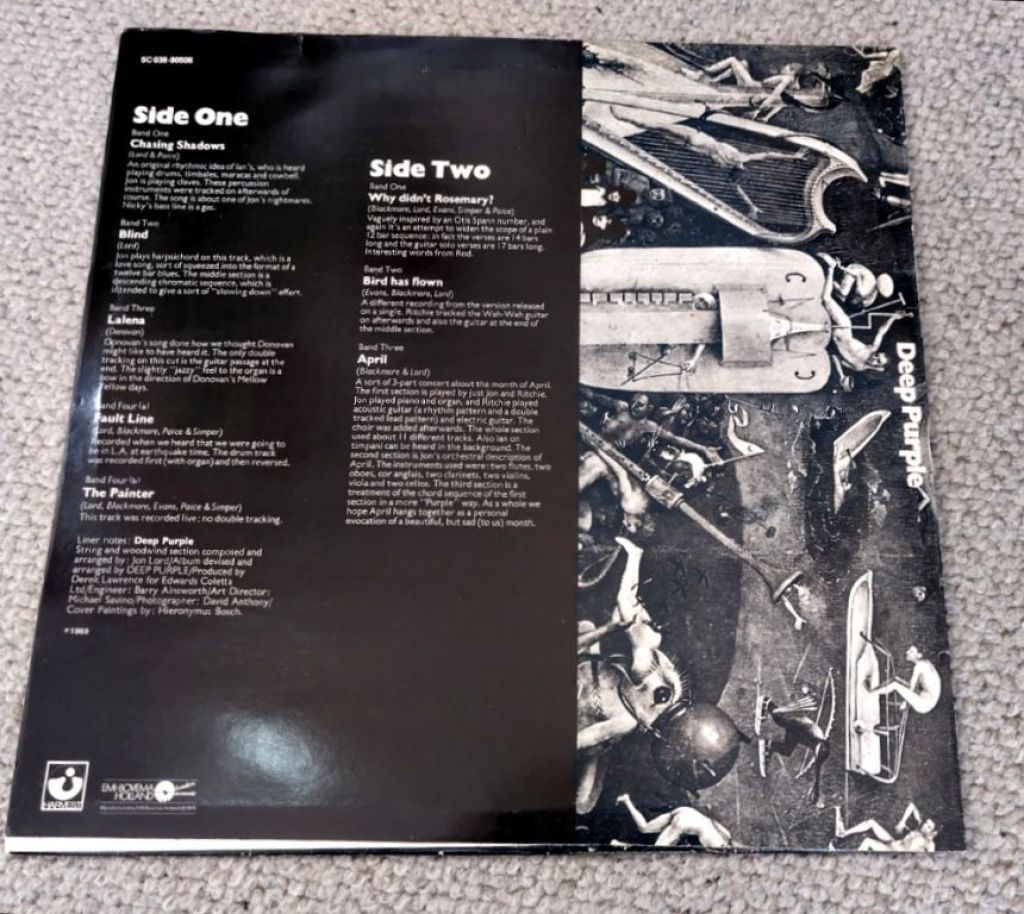 5C 038-90506
Side One
Band One
Chasing Shadows
(Lord & Paice)
An original rhythmic idea of Ian's, who is heard
playing drums, timbales, maracas and cowbell.
Jon is playing claves. These percussion
instruments were tracked on afterwards of
course. The song is about one of Jon's nightmares.
Nicky's bass line is a gas.
Band Two
Blind
(Lord)
Jon plays harpsichord on this track, which is a
love song, sort of squeezed into the format of a
twelve bar blues. The middle section is a
descending chromatic sequence, which is
intended to give a sort of "slowing down" effect.
Band Three
Lalena
(Donovan)
Donovan's song done how we thought Donovan
might like to have heard it. The only double
tracking on this cut is the guitar passage at the
end. The slightly "jazzy" feel to the organ is a
bow in the direction of Donovan's Mellow
Yellow days.
Band Four (a)
Fault Line
(Lord, Blackmore, Paice & Simper)
Recorded when we heard that we were going to
be in L.A. at earthquake time. The drum track
was recorded first (with organ) and then reversed.
Band Four (b)
The Painter
(Lord, Blackmore, Evans, Paice & Simper)
This track was recorded live: no double tracking.
Liner notes: Deep Purple
String and woodwind section composed and
arranged by: Jon Lord/Album devised and
arranged by DEEP PURPLE/Produced by
Derek Lawrence for Edwards Coletta
Ltd/Engineer: Barry Ainsworth/Art Director:
Michael Savino/Photographer: David Anthony/
Cover Paintings by: Hieronymus Bosch.
℗ 1969
HARVEST
EMI-BOVEMA
HOLLAND
Side Two
Band One
Why didn't Rosemary?
(Blackmore, Lord, Evans, Simper & Paice)
Vaguely inspired by an Otis Spann number, and
again it's an attempt to widen the scope of a plain
12 bar sequence: in fact the verses are 14 bars
long and the guitar solo verses are 17 bars long.
Interesting words from Rod.
Band Two
Bird has flown
(Evans, Blackmore, Lord)
A different recording from the version released
on a single. Ritchie tracked the Wah-Wah guitar
on afterwards and also the guitar at the end of
the middle section.
Band Three
April
(Blackmore & Lord)
A sort of 3-part concert about the month of April.
The first section is played by just Jon and Ritchie.
Jon played piano and organ, and Ritchie played
acoustic guitar (a rhythm pattern and a double
tracked lead pattern) and electric guitar. The
choir was added afterwards. The whole section
used about 11 different tracks. Also Ian on
timpani can be heard in the background. The
second section is Jon's orchestral description of
April. The instruments used were: two flutes, two
oboes, cor anglais, two clarinets, two violins,
viola and two cellos. The third section is a
treatment of the chord sequence of the first
section in a more "Purple" way. As a whole we
hope April hangs together as a personal
evocation of a beautiful, but sad (to us) month.
Deep Purple